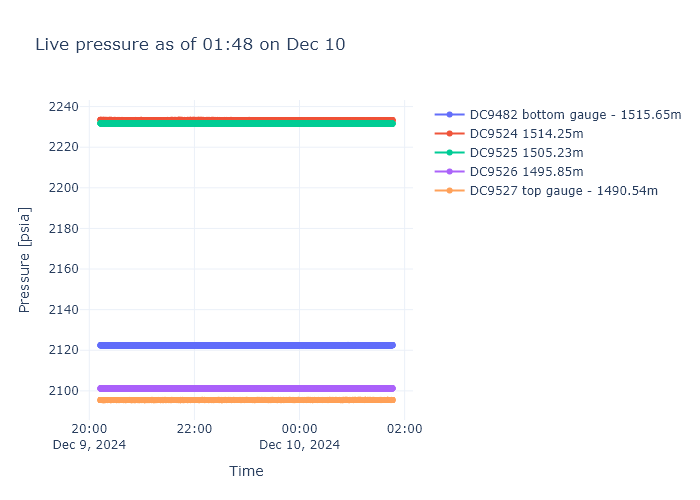 Live pressure as of 01:48 on Dec 10
2240
2220
2200
2180
2160
2140
2120
2100
Pressure [psia]
20:00
Dec 9, 2024
22:00
00:00
Dec 10, 2024
02:00
Time
DC9482 bottom gauge - 1515.65m
DC9524 1514.25m
DC9525 1505.23m
DC9526 1495.85m
DC9527 top gauge - 1490.54m